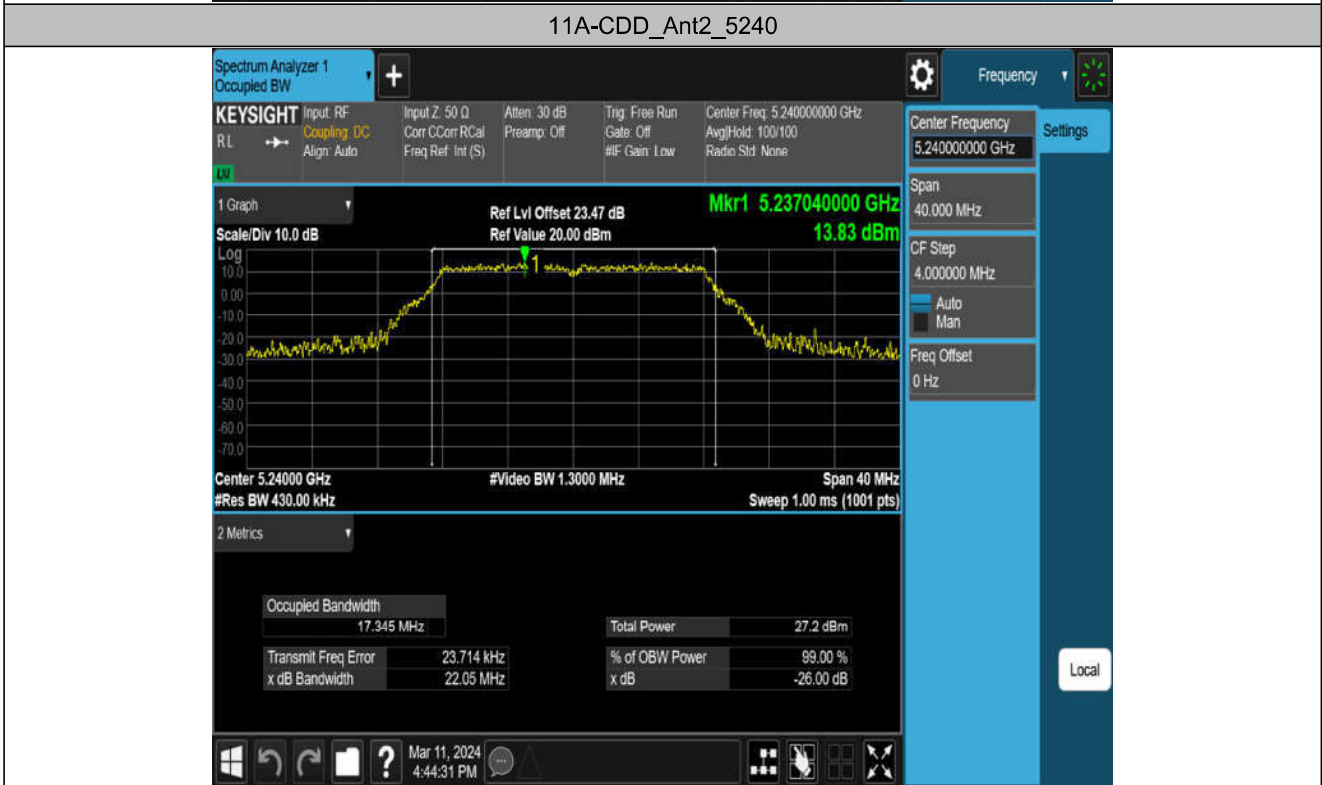 11A-CDD_Ant2_5240
Spectrum Analyzer 1
Occupied BW
+
Frequency
KEYSIGHT
R L
LXI
Input: RF
Coupling: DC
Align: Auto
Input Z: 50 Ω
Corr CCorr RCal
Freq Ref: Int (S)
Atten: 30 dB
Preamp: Off
Trig: Free Run
Gate: Off
#IF Gain: Low
Center Freq: 5.240000000 GHz
Avg|Hold: 100/100
Radio Std: None
Center Frequency
5.240000000 GHz
Settings
Span
40.000 MHz
CF Step
4.000000 MHz
Auto
Man
Freq Offset
0 Hz
Local
1 Graph
Scale/Div 10.0 dB
Ref Lvl Offset 23.47 dB
Ref Value 20.00 dBm
Mkr1 5.237040000 GHz
13.83 dBm
Log
10.0
0.00
-10.0
-20.0
-30.0
-40.0
-50.0
-60.0
-70.0
1
Center 5.24000 GHz
#Video BW 1.3000 MHz
Span 40 MHz
#Res BW 430.00 kHz
Sweep 1.00 ms (1001 pts)
2 Metrics
Occupied Bandwidth
17.345 MHz
Total Power 27.2 dBm
Transmit Freq Error 23.714 kHz
% of OBW Power 99.00 %
x dB Bandwidth 22.05 MHz
x dB -26.00 dB
?
Mar 11, 2024
4:44:31 PM